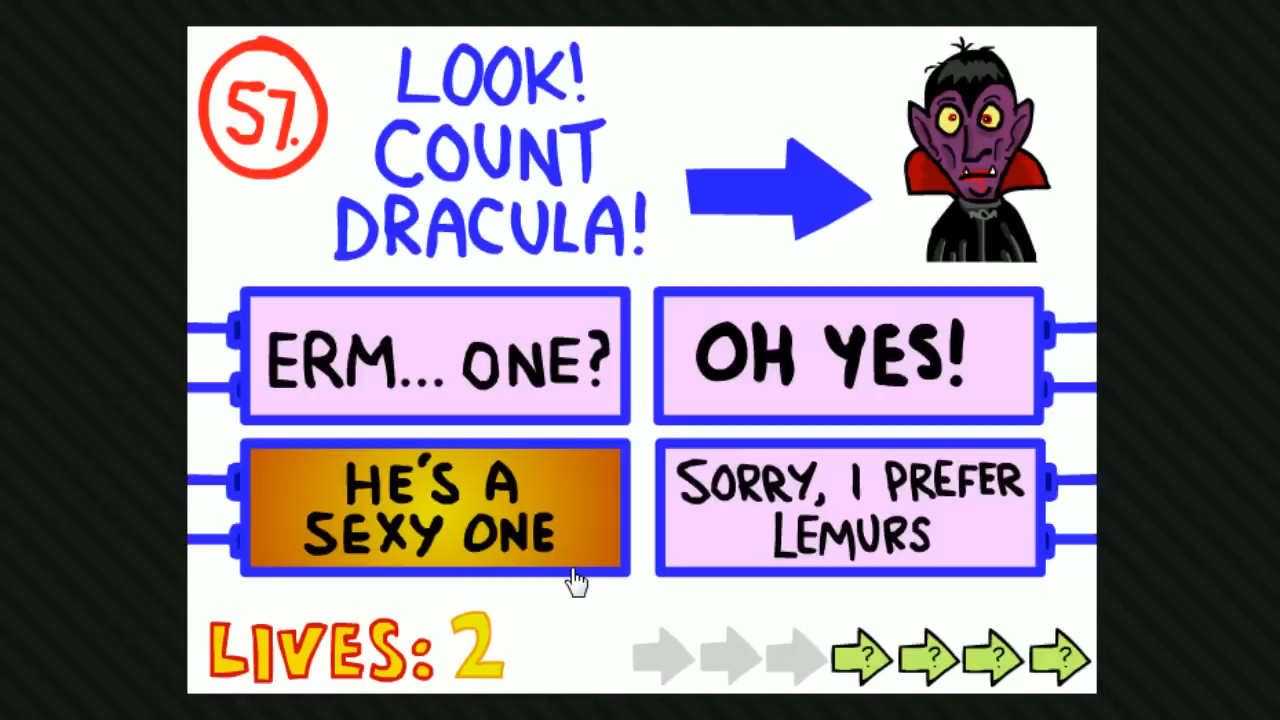 57.
LOOK!
COUNT
DRACULA!
ERM... ONE?
OH YES!
HE'S A
SEXY ONE
SORRY, I PREFER
LEMURS
LIVES: 2
? ? ? ?